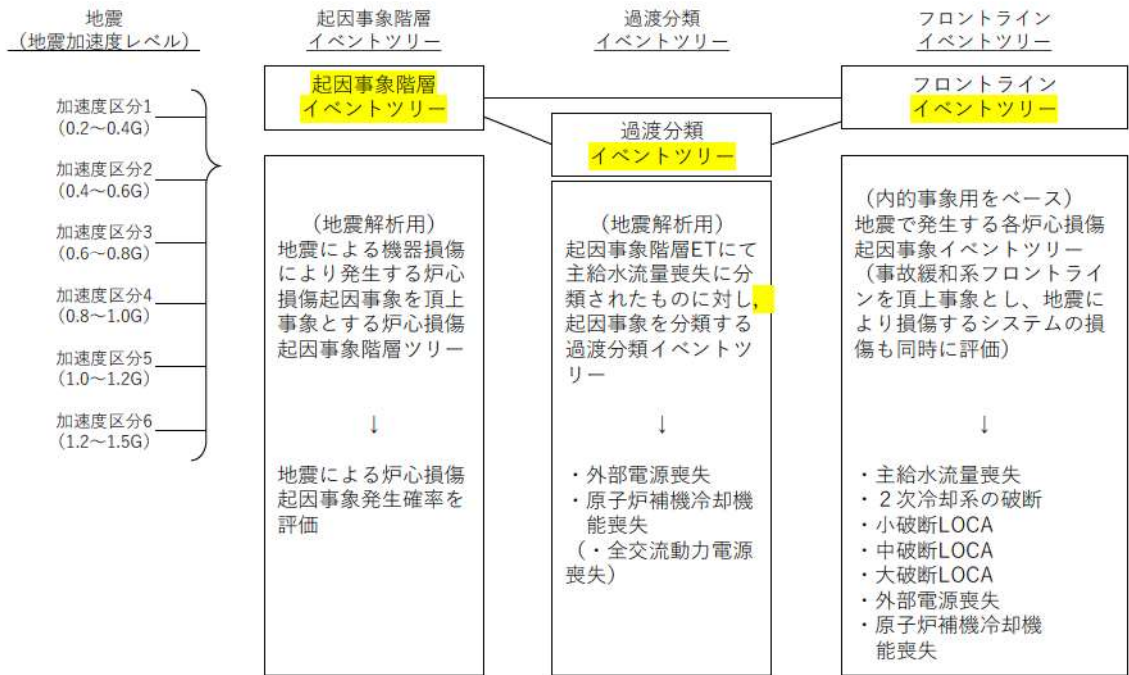 地震
（地震加速度レベル）
加速度区分1
(0.2～0.4G)
加速度区分2
(0.4～0.6G)
加速度区分3
(0.6～0.8G)
加速度区分4
(0.8～1.0G)
加速度区分5
(1.0～1.2G)
加速度区分6
(1.2～1.5G)
起因事象階層
イベントツリー
起因事象階層
イベントツリー
（地震解析用）
地震による機器損傷
により発生する炉心
損傷起因事象を頂上
事象とする炉心損傷
起因事象階層ツリー
↓
地震による炉心損傷
起因事象発生確率を
評価
過渡分類
イベントツリー
過渡分類
イベントツリー
（地震解析用）
起因事象階層ETにて
主給水流量喪失に分
類されたものに対し,
起因事象を分類する
過渡分類イベントツ
リー
↓
・外部電源喪失
・原子炉補機冷却機
能喪失
（・全交流動力電源
喪失）
フロントライン
イベントツリー
フロントライン
イベントツリー
（内的事象用をベース）
地震で発生する各炉心損傷
起因事象イベントツリー
（事故緩和系フロントライ
ンを頂上事象とし、地震に
より損傷するシステムの損
傷も同時に評価）
↓
・主給水流量喪失
・２次冷却系の破断
・小破断LOCA
・中破断LOCA
・大破断LOCA
・外部電源喪失
・原子炉補機冷却機
能喪失